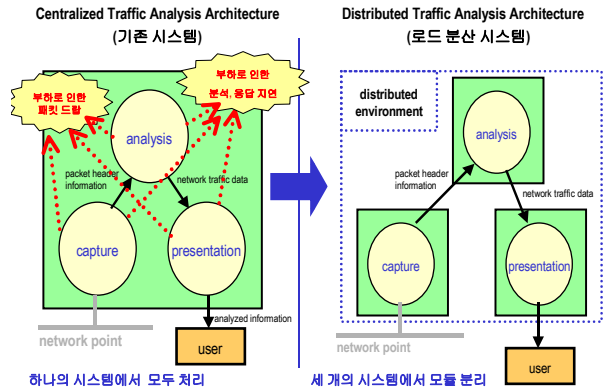 Centralized Traffic Analysis Architecture
(기존 시스템)
부하로 인한
패킷 드랍
부하로 인한
분석, 응답 지연
analysis
packet header
information
network traffic data
capture
presentation
analyzed information
network point
user
하나의 시스템에서 모두 처리
Distributed Traffic Analysis Architecture
(로드 분산 시스템)
distributed
environment
analysis
packet header
information
network traffic data
capture
presentation
network point
user
세 개의 시스템에서 모듈 분리